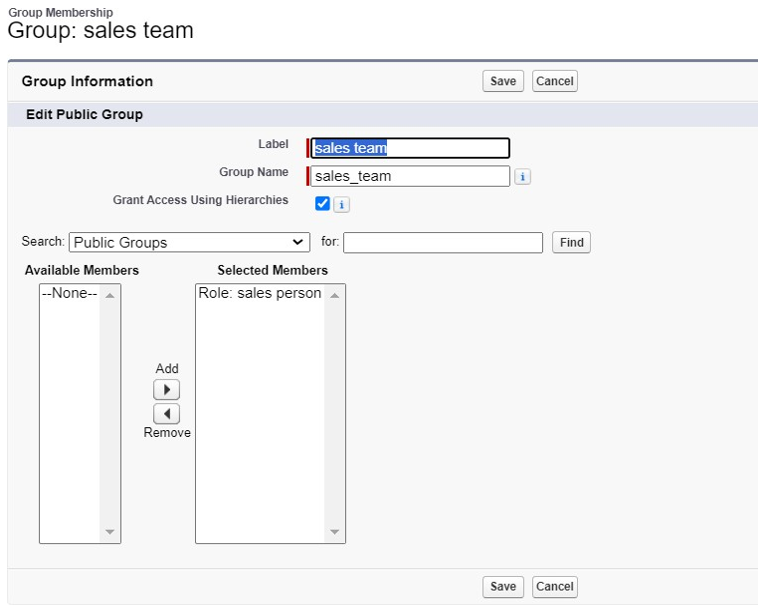 Group Membership
Group: sales team
Group Information Save Cancel
Edit Public Group
Label sales team
Group Name sales_team i
Grant Access Using Hierarchies i
Search: Public Groups for: Find
Available Members Selected Members
--None-- Role: sales person
Add
Remove
Save Cancel